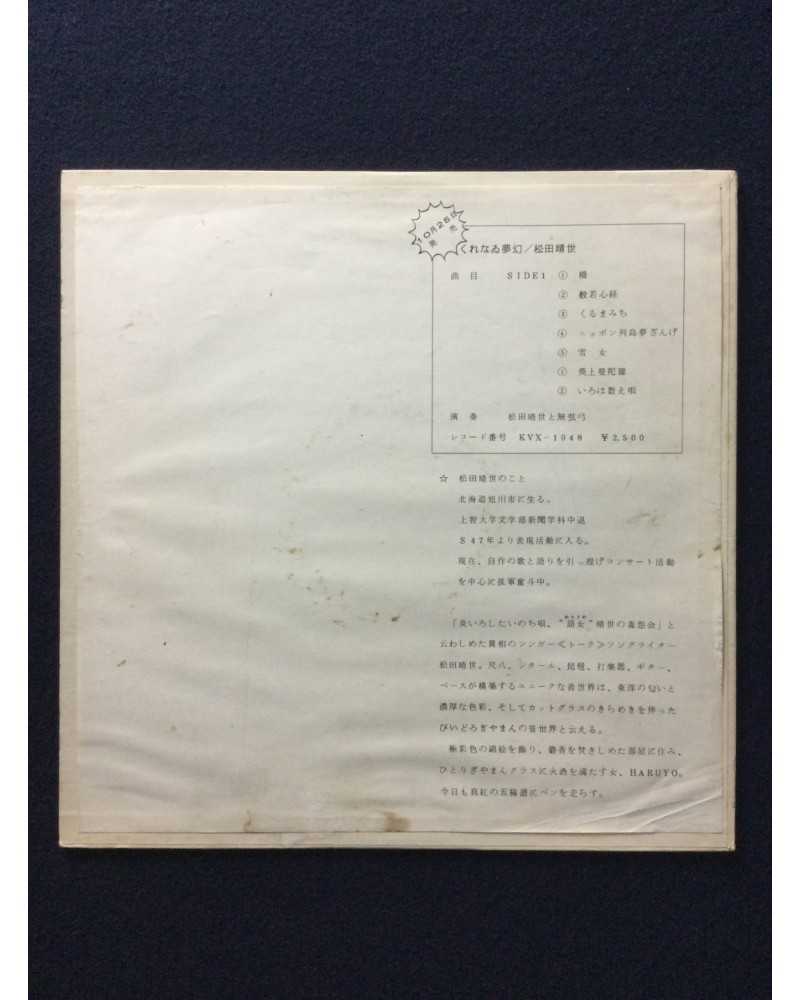 10月25日
発売
くれなゐ夢幻/松田晴世
曲目 SIDE1 ① 橋
② 般若心経
③ くるまみち
④ ニッポン列島夢ざんげ
⑤ 雪女
① 炎上曼陀羅
② いろは数え唄
演奏 松田晴世と無弦弓
レコード番号 KVX-1048 ¥2,500
☆ 松田晴世のこと
北海道旭川市に生る。
上智大学文学部新聞学科中退
S47年より表現活動に入る。
現在、自作の歌と語りを引っ提げコンサート活動
を中心に孤軍奮斗中。
「炎いろしたいのち唄、“語女”晴世の毒怨会」と
云わしめた異相のシンガー≪トーク≫ソングライター
松田晴世。尺八、シタール、琵琶、打楽器、ギター、
ベースが構築するユニークな音世界は、東洋の匂いと
濃厚な色彩、そしてカットグラスのきらめきを伴った
びいどろぎやまんの音世界と云える。
極彩色の錦絵を飾り、麝香を焚きしめた部屋に住み、
ひとりぎやまんグラスに火酒を満たす女、HARUYO。
今日も真紅の五線譜にペンを走らす。